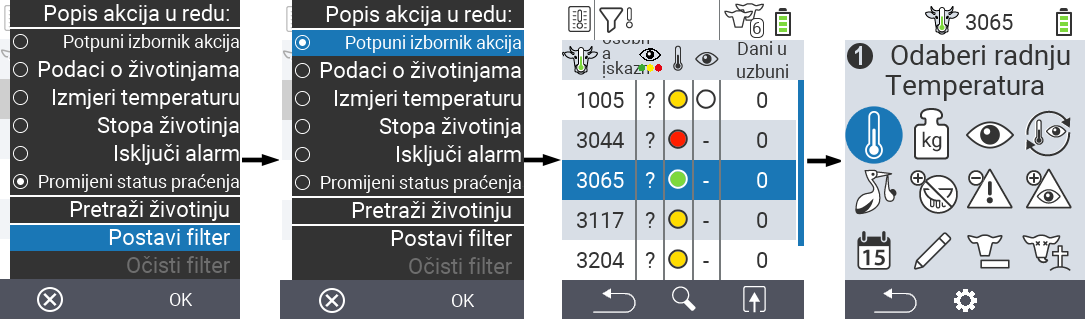 Popis akcija u redu:
Potpuni izbornik akcija
Podaci o životinjama
Izmjeri temperaturu
Stopa životinja
Isključi alarm
Promijeni status praćenja
Pretraži životinju
Postavi filter
Očisti filter
OK
Popis akcija u redu:
Potpuni izbornik akcija
Podaci o životinjama
Izmjeri temperaturu
Stopa životinja
Isključi alarm
Promijeni status praćenja
Pretraži životinju
Postavi filter
Očisti filter
OK
6
Dani u
a
uzbuni
1005 ? 0
3044 ? - 0
3065 ? - 0
3117 ? - 0
3204 ? - 0
3065
1 Odaberi radnju
Temperatura
kg
15